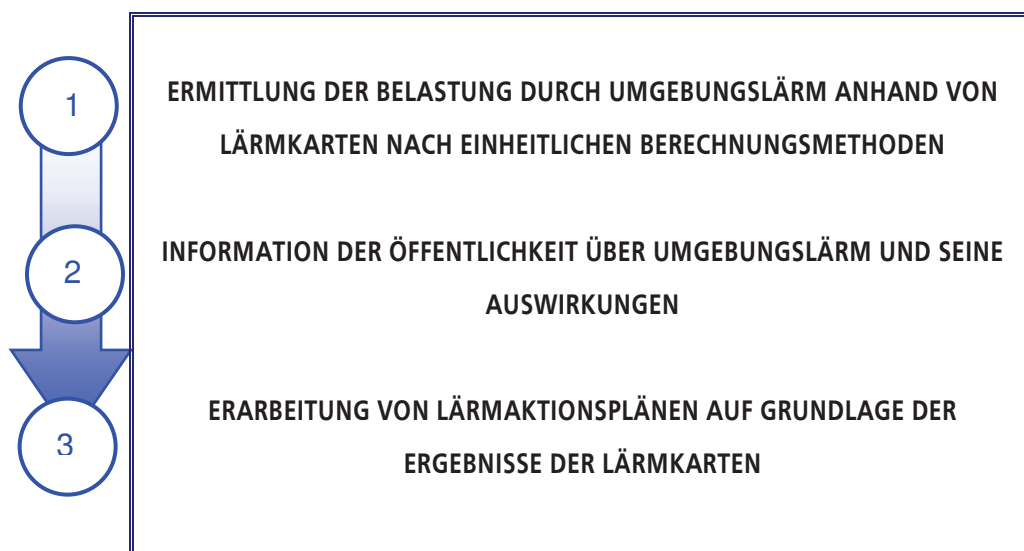 1
ERMITTLUNG DER BELASTUNG DURCH UMGEBUNGSLÄRM ANHAND VON
LÄRMKARTEN NACH EINHEITLICHEN BERECHNUNGSMETHODEN
2
INFORMATION DER ÖFFENTLICHKEIT ÜBER UMGEBUNGSLÄRM UND SEINE
AUSWIRKUNGEN
3
ERARBEITUNG VON LÄRMAKTIONSPLÄNEN AUF GRUNDLAGE DER
ERGEBNISSE DER LÄRMKARTEN